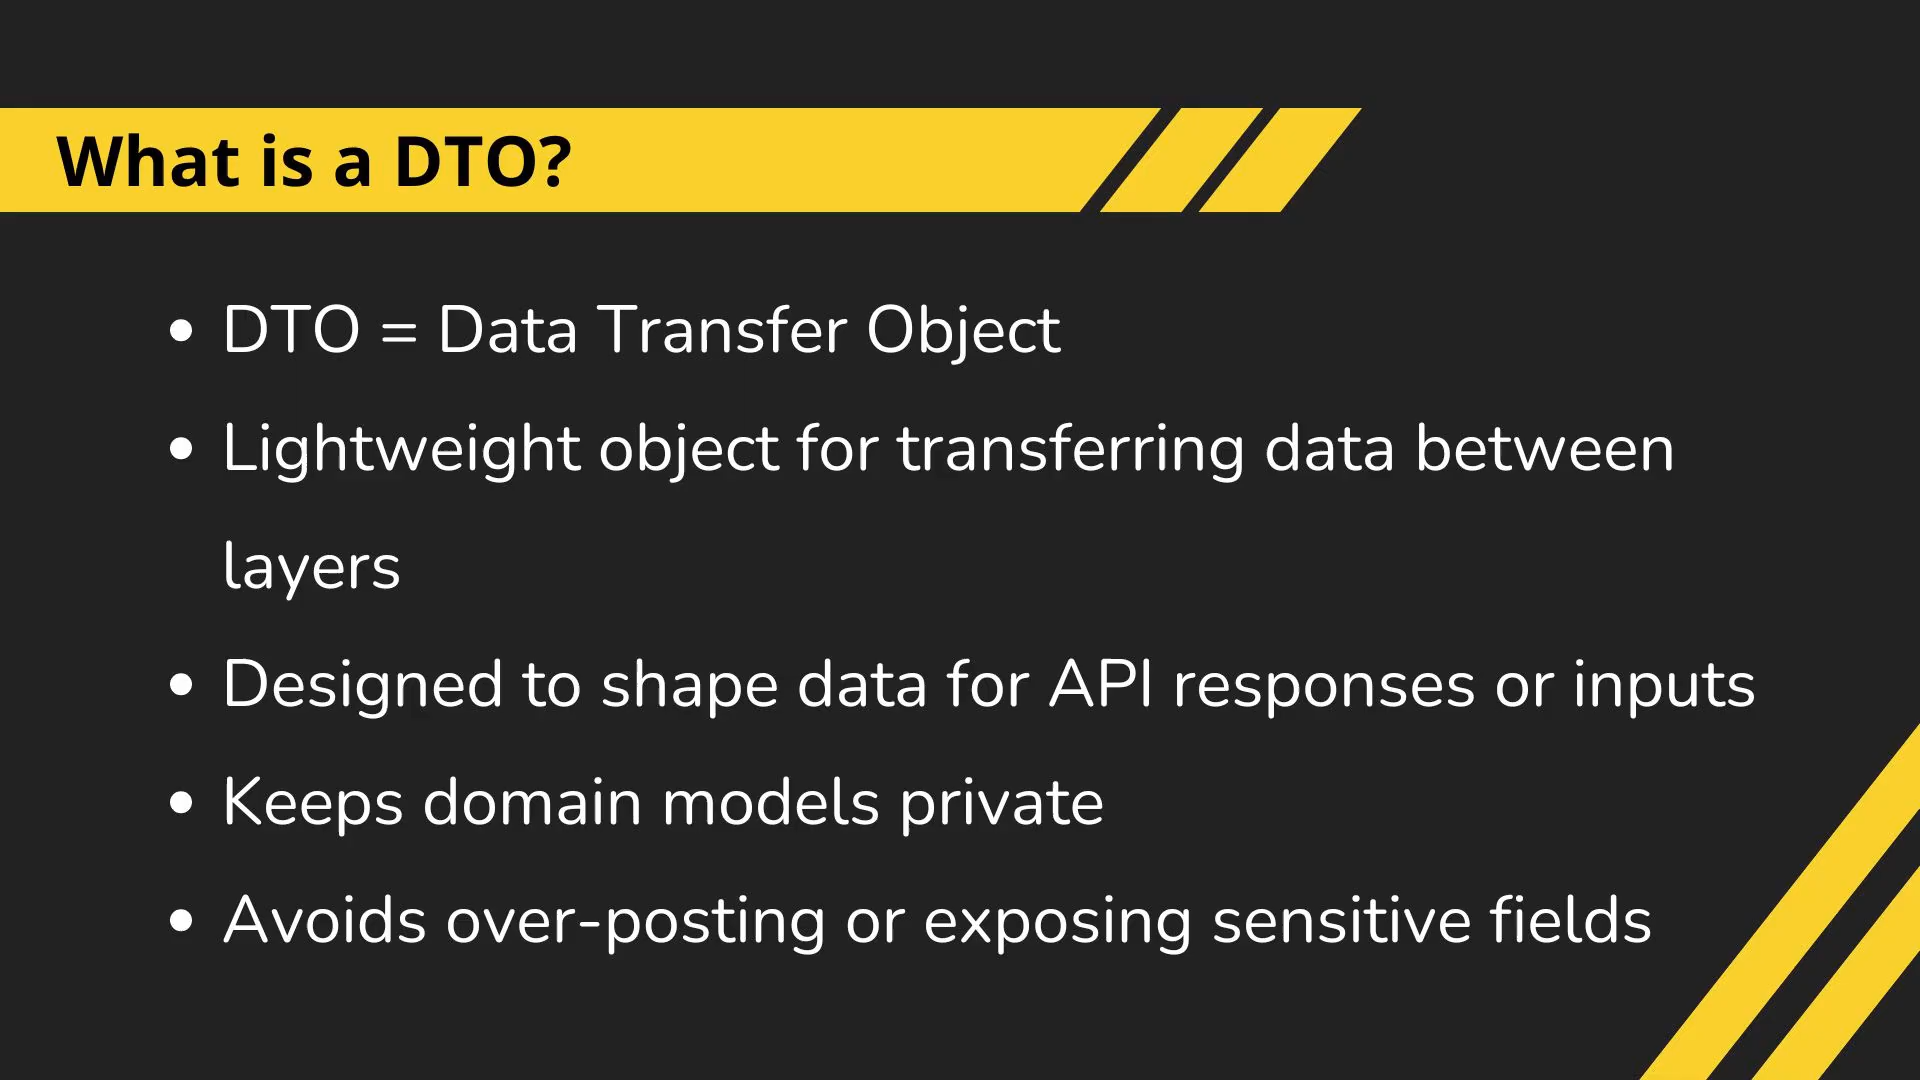 What is a DTO?
• DTO = Data Transfer Object
• Lightweight object for transferring data between
layers
• Designed to shape data for API responses or inputs
• Keeps domain models private
• Avoids over-posting or exposing sensitive fields